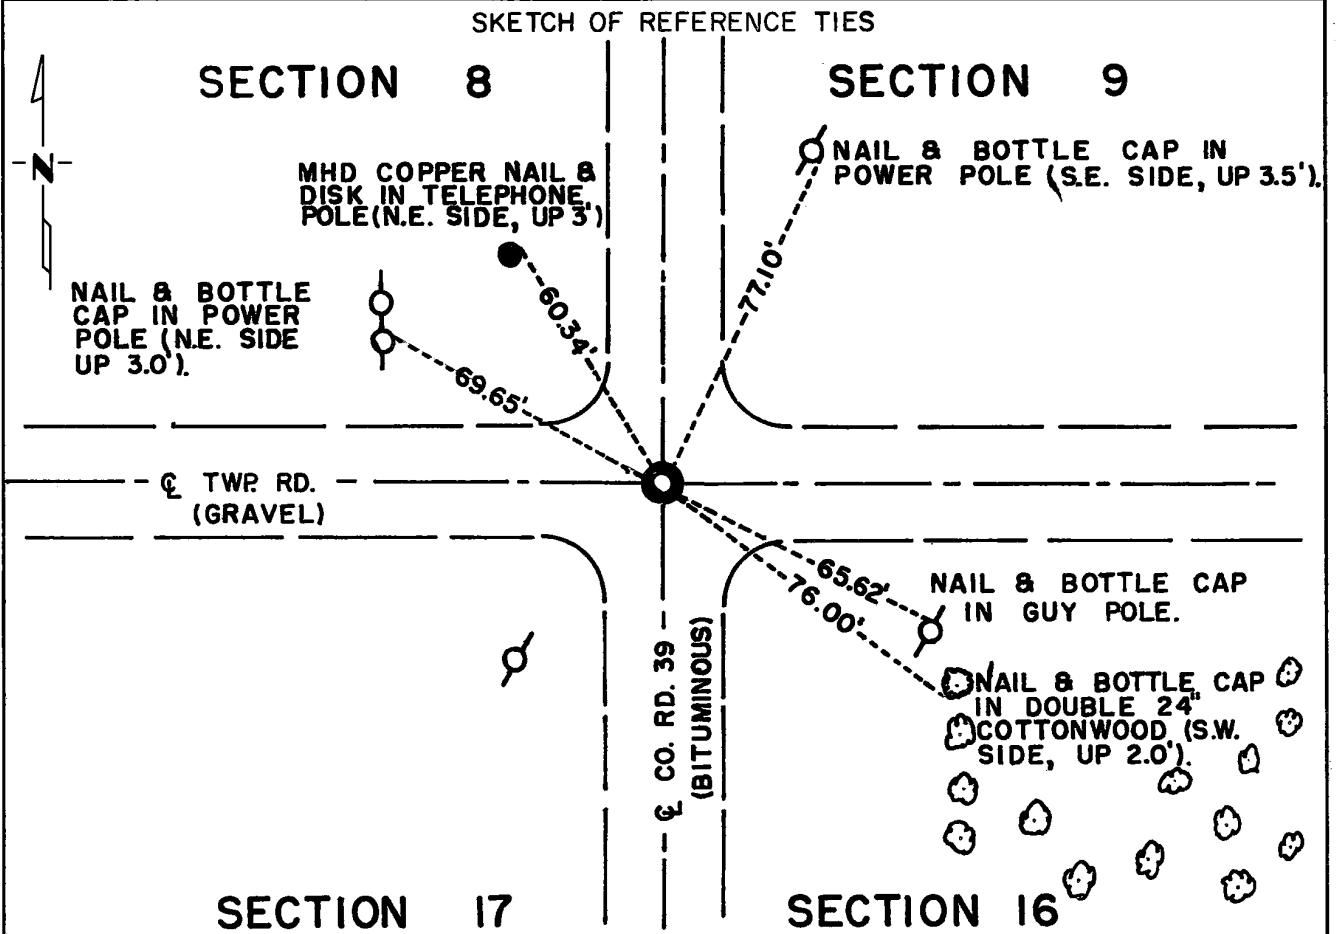 SKETCH OF REFERENCE TIES
SECTION 8
SECTION 9
N
MHD COPPER NAIL &
DISK IN TELEPHONE
POLE (N.E. SIDE, UP 3')
NAIL & BOTTLE CAP IN
POWER POLE (S.E. SIDE, UP 3.5').
NAIL & BOTTLE
CAP IN POWER
POLE (N.E. SIDE
UP 3.0').
60.34'
77.10'
69.65'
℄ TWP. RD.
(GRAVEL)
65.62'
76.00'
NAIL & BOTTLE CAP
IN GUY POLE.
℄ CO. RD. 39
(BITUMINOUS)
NAIL & BOTTLE CAP
IN DOUBLE 24"
COTTONWOOD (S.W.
SIDE, UP 2.0').
SECTION 17
SECTION 16